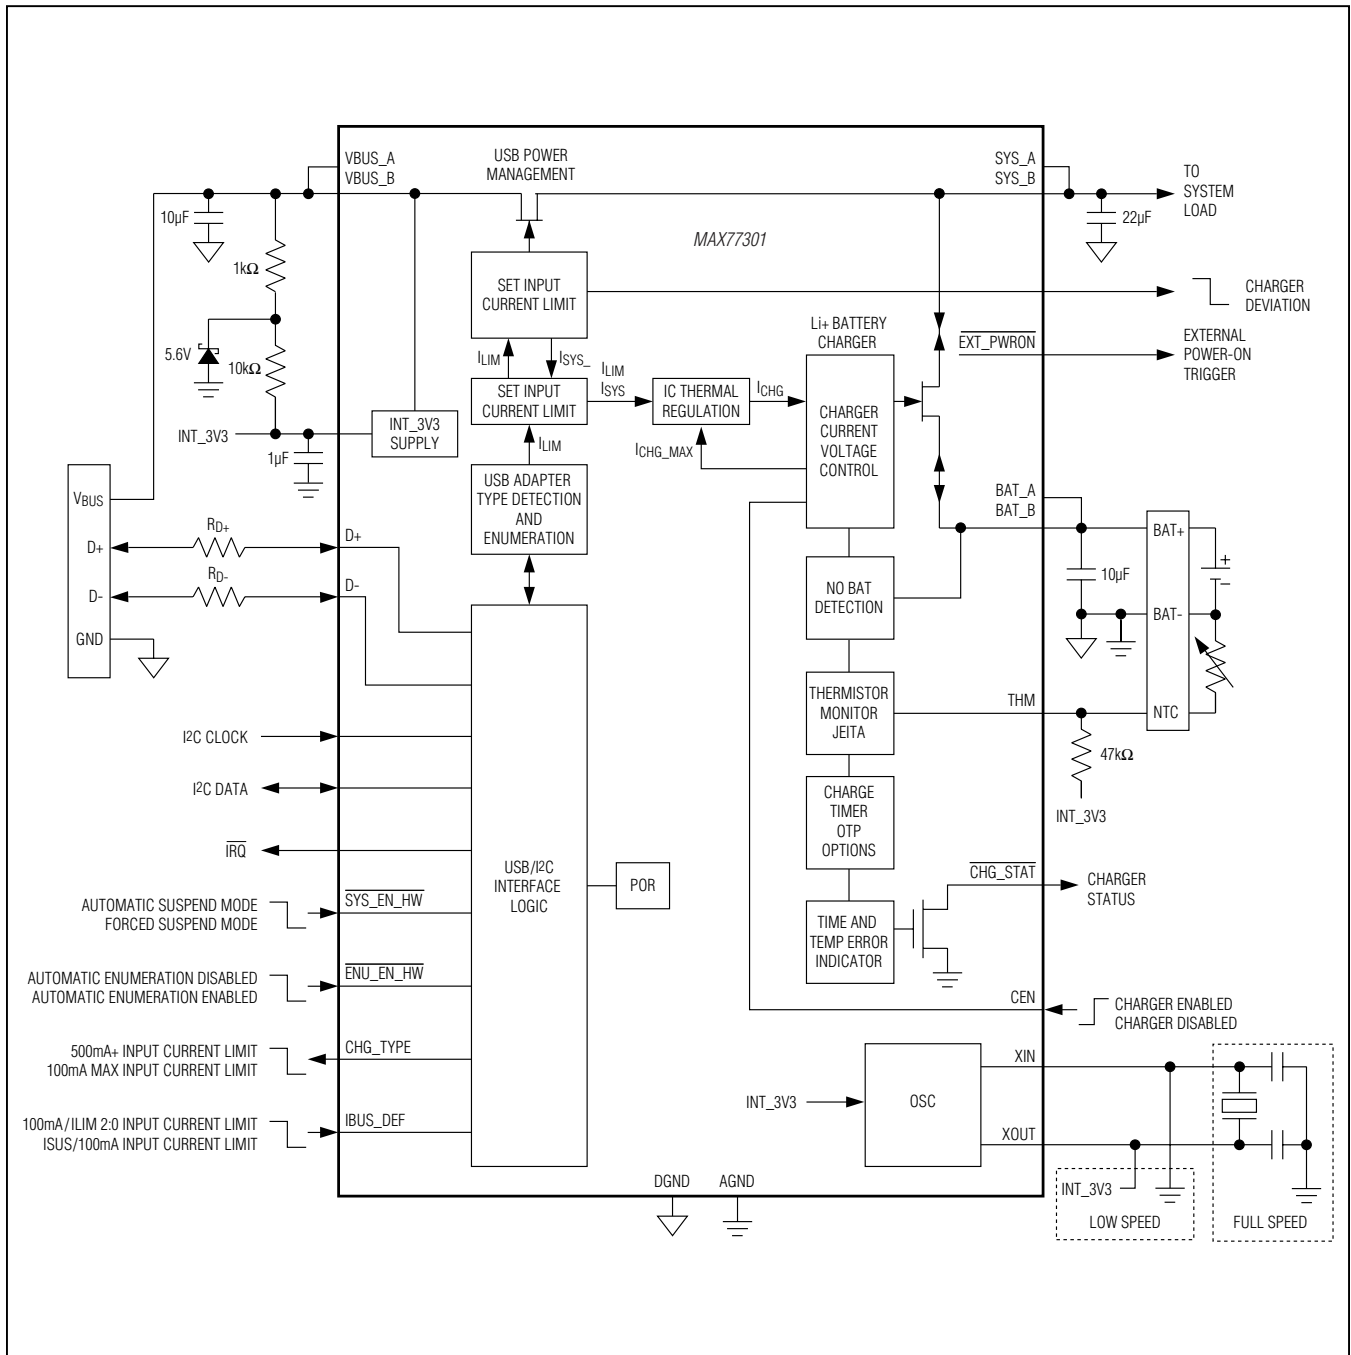 VBUS_A
VBUS_B
USB POWER
MANAGEMENT
SYS_A
SYS_B
TO
SYSTEM
LOAD
10µF
22µF
MAX77301
1kΩ
SET INPUT
CURRENT LIMIT
CHARGER
DEVIATION
Li+ BATTERY
CHARGER
EXT_PWRON
EXTERNAL
POWER-ON
TRIGGER
5.6V
10kΩ
ILIM
ISYS_
ILIM
ISYS
SET INPUT
CURRENT LIMIT
IC THERMAL
REGULATION
ICHG
CHARGER
CURRENT
VOLTAGE
CONTROL
INT_3V3
INT_3V3
SUPPLY
1µF
ILIM
ICHG_MAX
USB ADAPTER
TYPE DETECTION
AND
ENUMERATION
VBUS
D+
D-
GND
RD+
RD-
D+
D-
BAT_A
BAT_B
BAT+
BAT-
NTC
+
−
10µF
NO BAT
DETECTION
THERMISTOR
MONITOR
JEITA
THM
47kΩ
INT_3V3
I2C CLOCK
I2C DATA
IRQ
CHARGE
TIMER
OTP
OPTIONS
USB/I2C
INTERFACE
LOGIC
POR
CHG_STAT
CHARGER
STATUS
AUTOMATIC SUSPEND MODE
FORCED SUSPEND MODE
SYS_EN_HW
TIME AND
TEMP ERROR
INDICATOR
AUTOMATIC ENUMERATION DISABLED
AUTOMATIC ENUMERATION ENABLED
ENU_EN_HW
CEN
CHARGER ENABLED
CHARGER DISABLED
500mA+ INPUT CURRENT LIMIT
100mA MAX INPUT CURRENT LIMIT
CHG_TYPE
XIN
INT_3V3
OSC
100mA/ILIM 2:0 INPUT CURRENT LIMIT
ISUS/100mA INPUT CURRENT LIMIT
IBUS_DEF
XOUT
DGND
AGND
INT_3V3
LOW SPEED
FULL SPEED